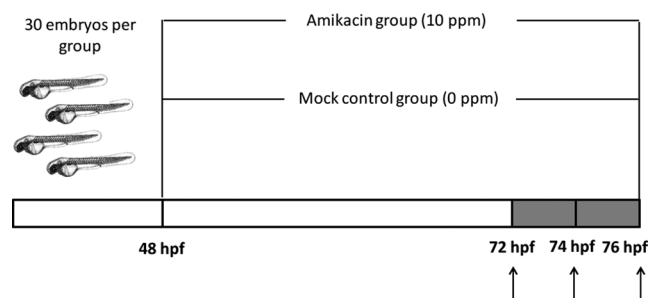 30 embryos per
group
Amikacin group (10 ppm)
Mock control group (0 ppm)
48 hpf
72 hpf 74 hpf 76 hpf